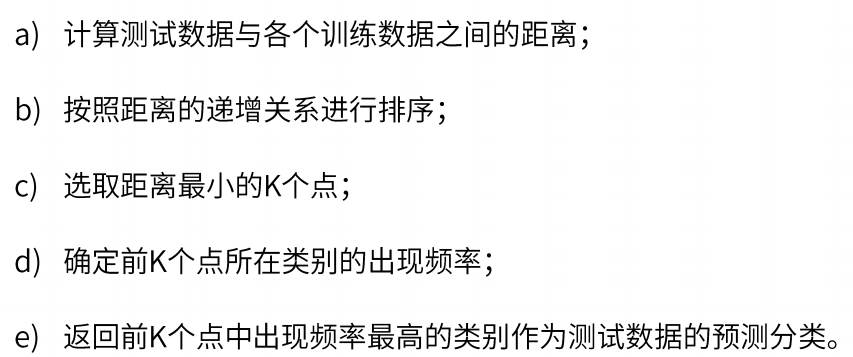 a) 计算测试数据与各个训练数据之间的距离；
b) 按照距离的递增关系进行排序；
c) 选取距离最小的K个点；
d) 确定前K个点所在类别的出现频率；
e) 返回前K个点中出现频率最高的类别作为测试数据的预测分类。